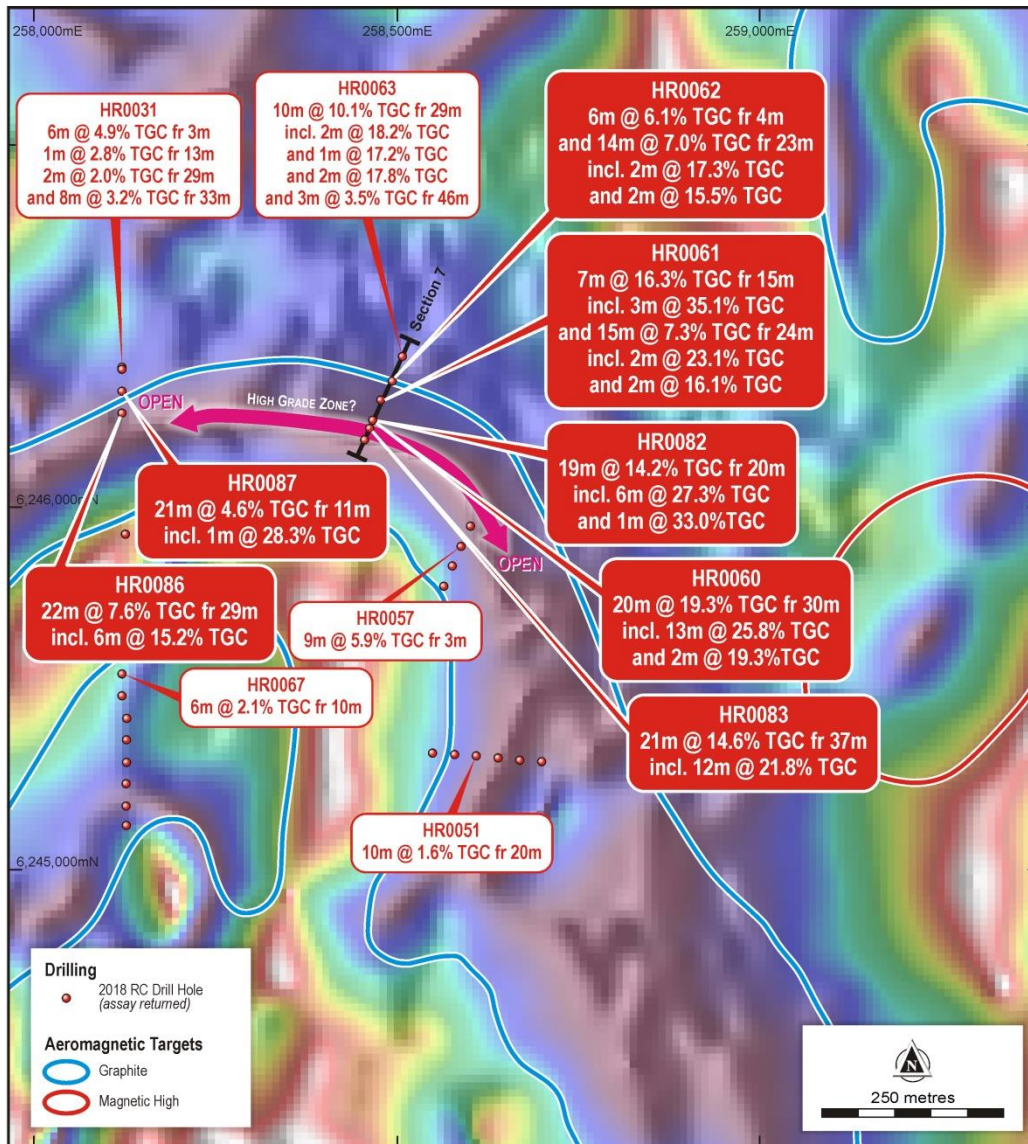 258,000mE
258,500mE
259,000mE
HR0031
6m @ 4.9% TGC fr 3m
1m @ 2.8% TGC fr 13m
2m @ 2.0% TGC fr 29m
and 8m @ 3.2% TGC fr 33m
HR0063
10m @ 10.1% TGC fr 29m
incl. 2m @ 18.2% TGC
and 1m @ 17.2% TGC
and 2m @ 17.8% TGC
and 3m @ 3.5% TGC fr 46m
HR0062
6m @ 6.1% TGC fr 4m
and 14m @ 7.0% TGC fr 23m
incl. 2m @ 17.3% TGC
and 2m @ 15.5% TGC
HR0061
7m @ 16.3% TGC fr 15m
incl. 3m @ 35.1% TGC
and 15m @ 7.3% TGC fr 24m
incl. 2m @ 23.1% TGC
and 2m @ 16.1% TGC
Section 7
OPEN
HIGH GRADE ZONE?
HR0082
19m @ 14.2% TGC fr 20m
incl. 6m @ 27.3% TGC
and 1m @ 33.0%TGC
6,246,000mN
HR0087
21m @ 4.6% TGC fr 11m
incl. 1m @ 28.3% TGC
OPEN
HR0086
22m @ 7.6% TGC fr 29m
incl. 6m @ 15.2% TGC
HR0057
9m @ 5.9% TGC fr 3m
HR0060
20m @ 19.3% TGC fr 30m
incl. 13m @ 25.8% TGC
and 2m @ 19.3%TGC
HR0067
6m @ 2.1% TGC fr 10m
HR0083
21m @ 14.6% TGC fr 37m
incl. 12m @ 21.8% TGC
HR0051
10m @ 1.6% TGC fr 20m
6,245,000mN
Drilling
2018 RC Drill Hole
(assay returned)
Aeromagnetic Targets
Graphite
Magnetic High
N
250 metres